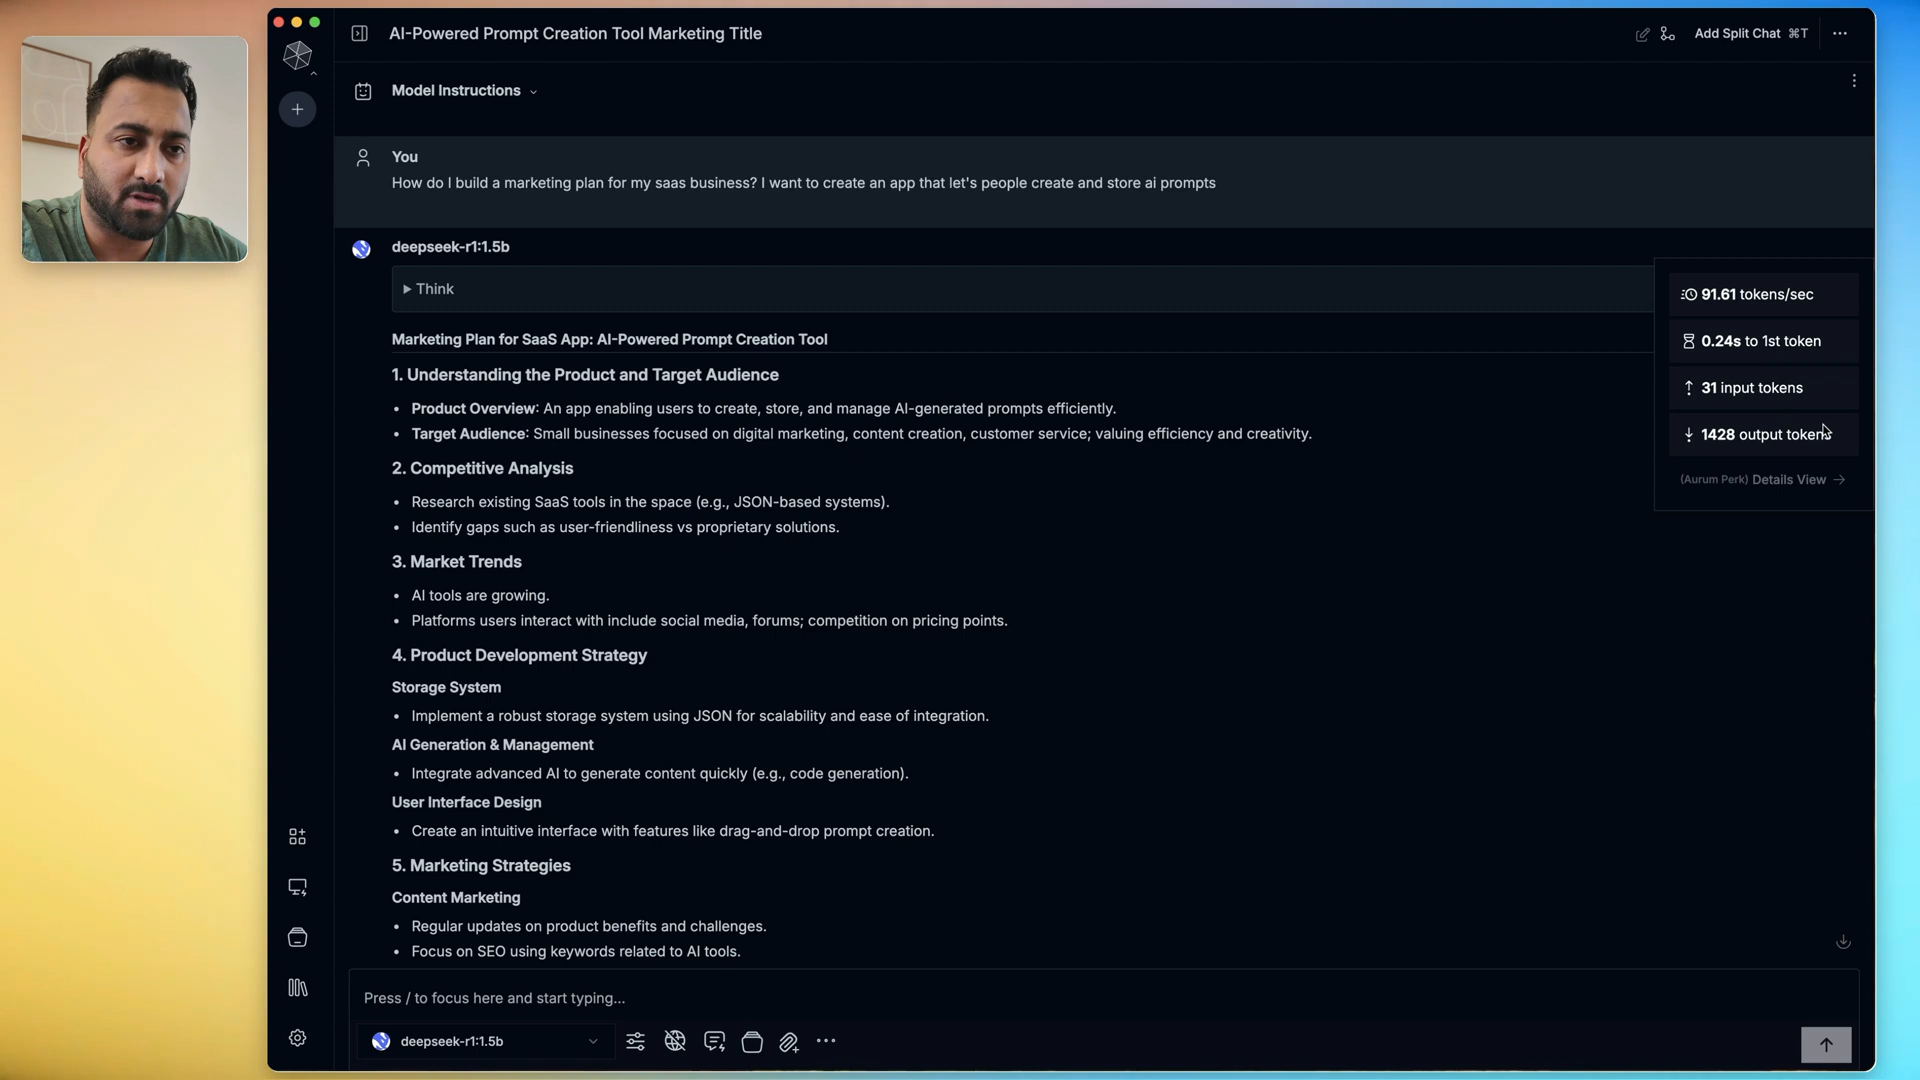 AI-Powered Prompt Creation Tool Marketing Title
Add Split Chat ⌘T
Model Instructions
You
How do I build a marketing plan for my saas business? I want to create an app that let's people create and store ai prompts
deepseek-r1:1.5b
Think
91.61 tokens/sec
0.24s to 1st token
31 input tokens
1428 output tokens
(Aurum Perk) Details View →
Marketing Plan for SaaS App: AI-Powered Prompt Creation Tool
1. Understanding the Product and Target Audience
• Product Overview: An app enabling users to create, store, and manage AI-generated prompts efficiently.
• Target Audience: Small businesses focused on digital marketing, content creation, customer service; valuing efficiency and creativity.
2. Competitive Analysis
• Research existing SaaS tools in the space (e.g., JSON-based systems).
• Identify gaps such as user-friendliness vs proprietary solutions.
3. Market Trends
• AI tools are growing.
• Platforms users interact with include social media, forums; competition on pricing points.
4. Product Development Strategy
Storage System
• Implement a robust storage system using JSON for scalability and ease of integration.
AI Generation & Management
• Integrate advanced AI to generate content quickly (e.g., code generation).
User Interface Design
• Create an intuitive interface with features like drag-and-drop prompt creation.
5. Marketing Strategies
Content Marketing
• Regular updates on product benefits and challenges.
• Focus on SEO using keywords related to AI tools.
Press / to focus here and start typing...
deepseek-r1:1.5b